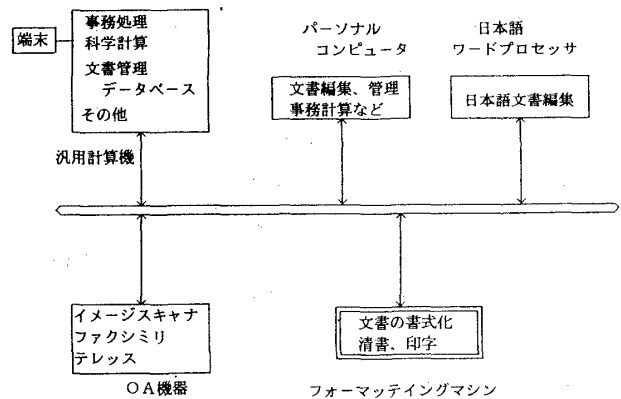 端末
事務処理
科学計算
文書管理
データベース
その他
汎用計算機
パーソナル
コンピュータ
文書編集、管理
事務計算など
日本語
ワードプロセッサ
日本語文書編集
イメージスキャナ
ファクシミリ
テレッス
OA機器
文書の書式化
清書、印字
フォーマッテイングマシン